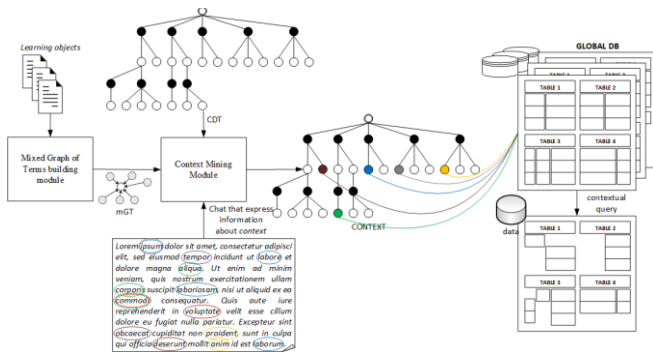 Learning objects
Mixed Graph of
Terms building
module
mGT
CDT
Context Mining
Module
Chat that express
information
about context
Lorem ipsum dolor sit amet, consectetur adipisci
elit, sed eiusmod tempor incidunt ut labore et
dolore magna aliqua. Ut enim ad minim
veniam, quis nostrum exercitationem ullam
corporis suscipit laboriosam, nisi ut aliquid ex ea
commodi consequatur. Quis aute iure
reprehenderit in voluptate velit esse cillum
dolore eu fugiat nulla pariatur. Excepteur sint
obcaecat cupiditat non proident, sunt in culpa
qui officia deserunt mollit anim id est laborum.
CONTEXT
GLOBAL DB
TABLE 1
TABLE 2
TABLE 3
TABLE 4
contextual
query
data
TABLE 1
TABLE 2
TABLE 3
TABLE 4